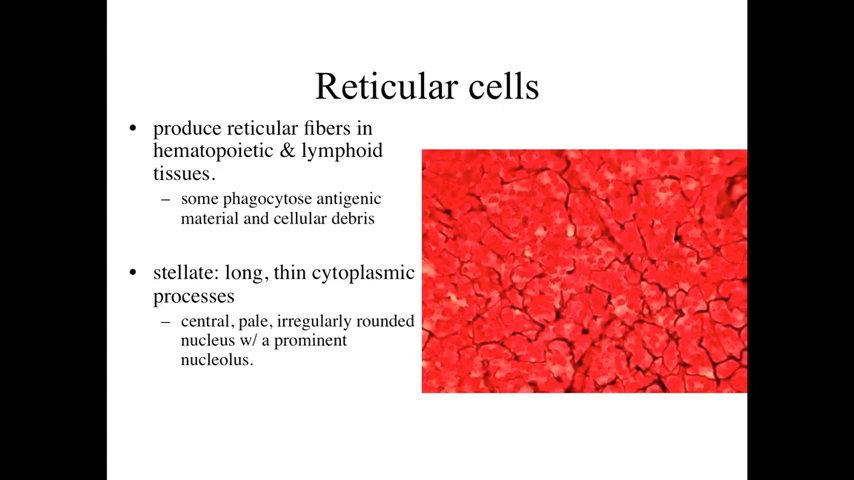 Reticular cells
• produce reticular fibers in
hematopoietic & lymphoid
tissues.
– some phagocytose antigenic
material and cellular debris
• stellate: long, thin cytoplasmic
processes
– central, pale, irregularly rounded
nucleus w/ a prominent
nucleolus.